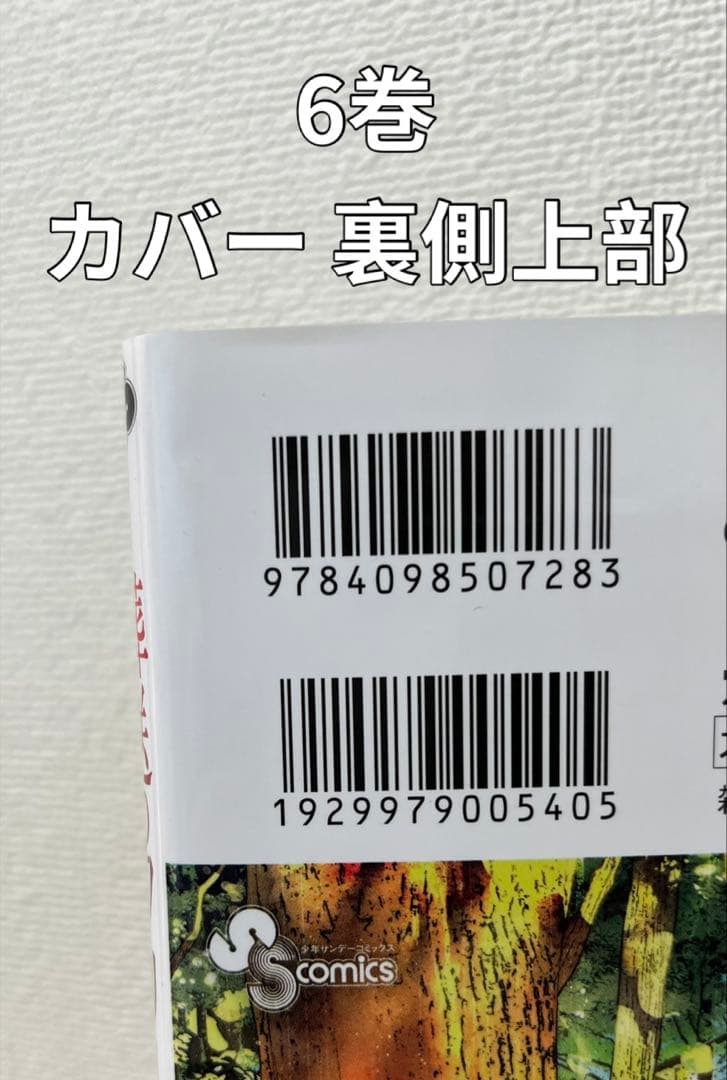 6巻
カバー 裏側上部
9784098507283
1929979005405
少年サンデーコミックス
comics